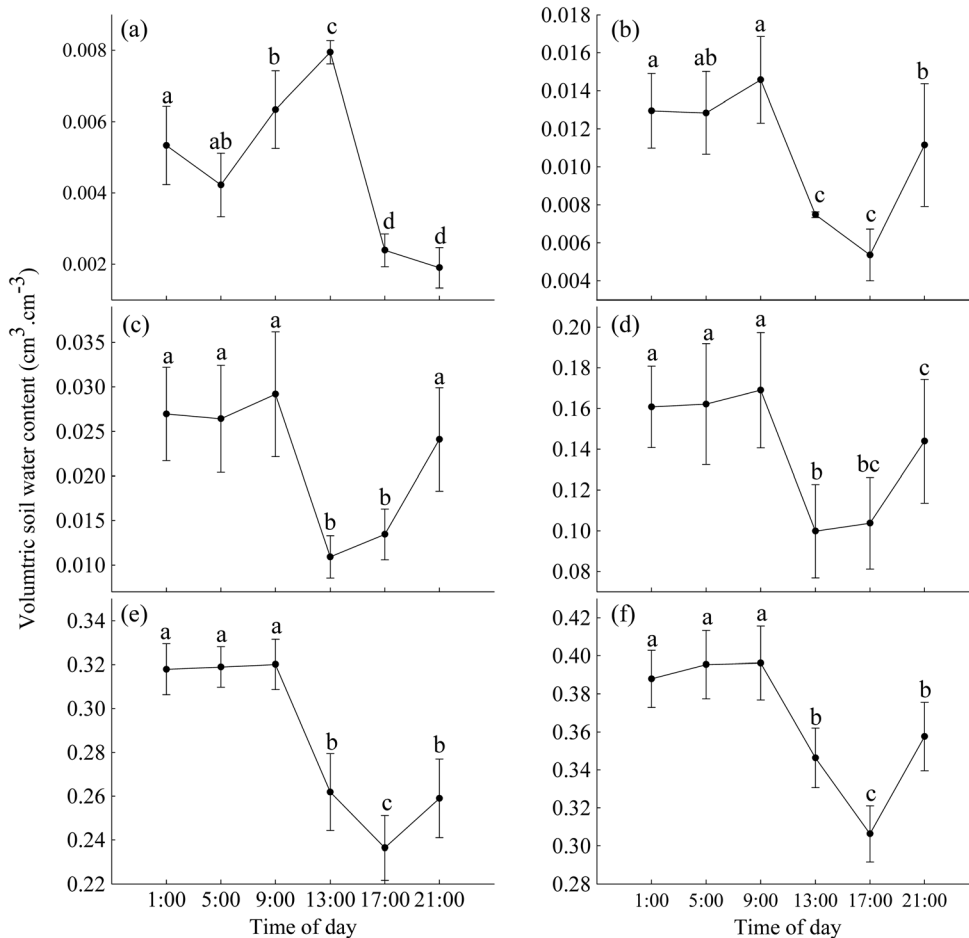 Volumtric soil water content (cm³.cm⁻³)
(a)
0.008
0.006
0.004
0.002
a
ab
b
c
d
d
(b)
0.018
0.016
0.014
0.012
0.010
0.008
0.006
0.004
a
ab
a
c
c
b
(c)
0.035
0.030
0.025
0.020
0.015
0.010
a
a
a
b
b
a
(d)
0.20
0.18
0.16
0.14
0.12
0.10
0.08
a
a
a
b
bc
c
(e)
0.34
0.32
0.30
0.28
0.26
0.24
0.22
a
a
a
b
c
b
1:00 5:00 9:00 13:00 17:00 21:00
Time of day
(f)
0.42
0.40
0.38
0.36
0.34
0.32
0.30
0.28
a
a
a
b
c
b
1:00 5:00 9:00 13:00 17:00 21:00
Time of day